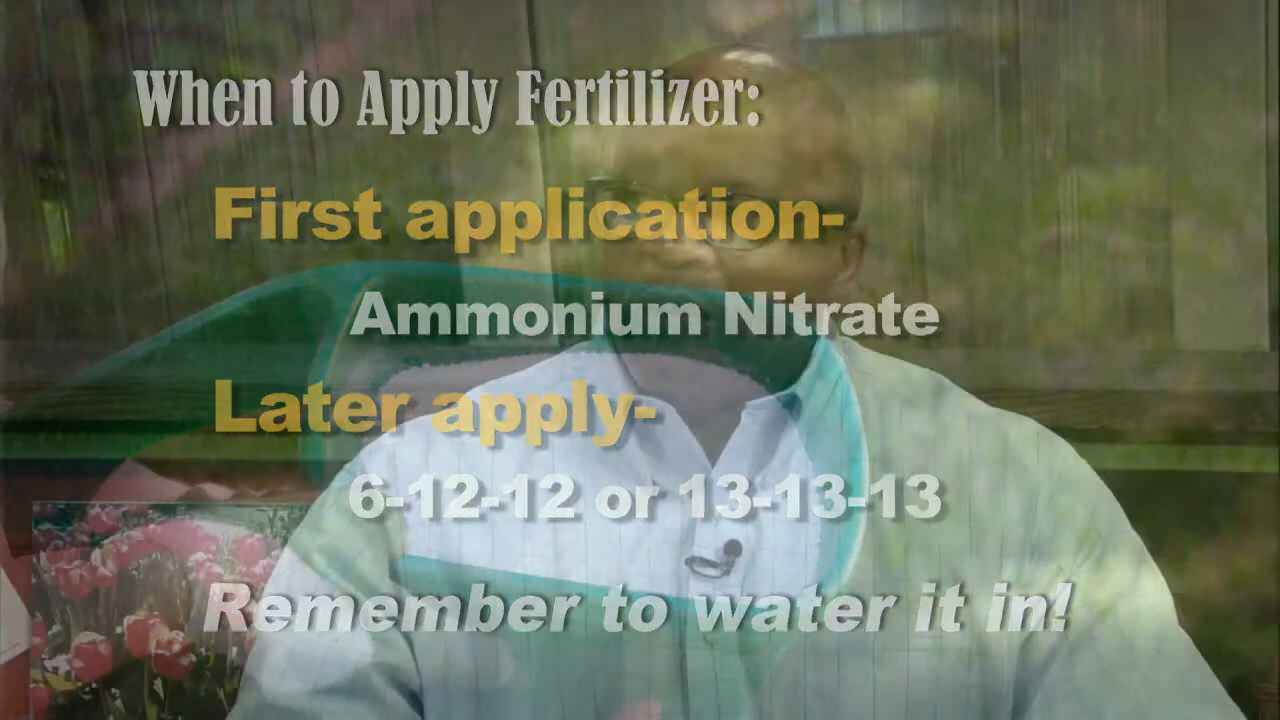 When to Apply Fertilizer:
First application-
Ammonium Nitrate
Later apply-
6-12-12 or 13-13-13
Remember to water it in!